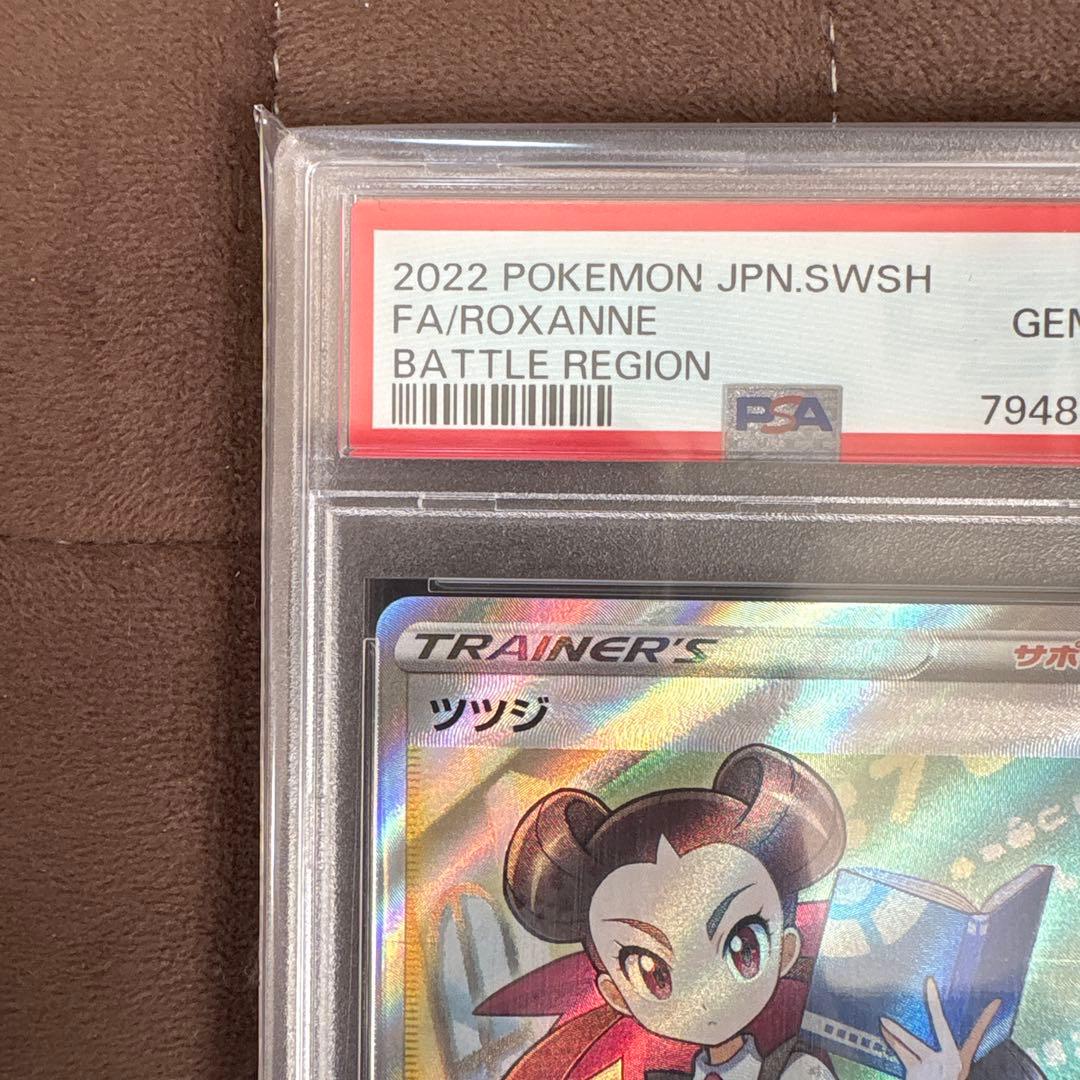 2022 POKEMON JPN.SWSH
FA/ROXANNE
GEM
BATTLE REGION
PSA
7948
TRAINER'S
サポ
ツツジ